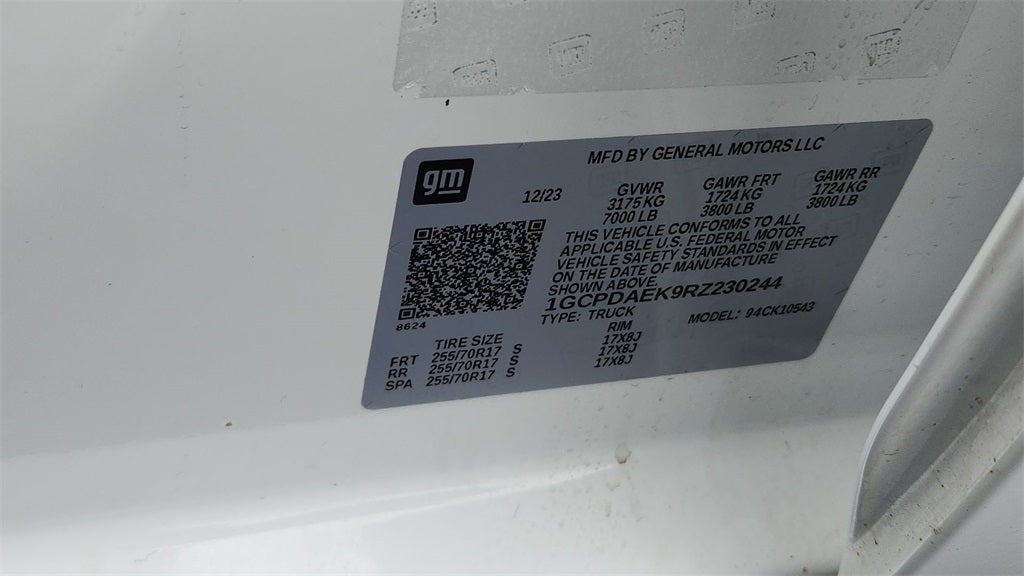 MFD BY GENERAL MOTORS LLC
gm
12/23
GVWR GAWR FRT GAWR RR
3175 KG 1724 KG 1724 KG
7000 LB 3800 LB 3800 LB
THIS VEHICLE CONFORMS TO ALL
APPLICABLE U.S. FEDERAL MOTOR
VEHICLE SAFETY STANDARDS IN EFFECT
ON THE DATE OF MANUFACTURE
SHOWN ABOVE.
1GCPDAEK9RZ230244
TYPE: TRUCK MODEL: 94CK10543
8624
TIRE SIZE RIM
FRT 255/70R17 S 17X8J
RR 255/70R17 S 17X8J
SPA 255/70R17 S 17X8J